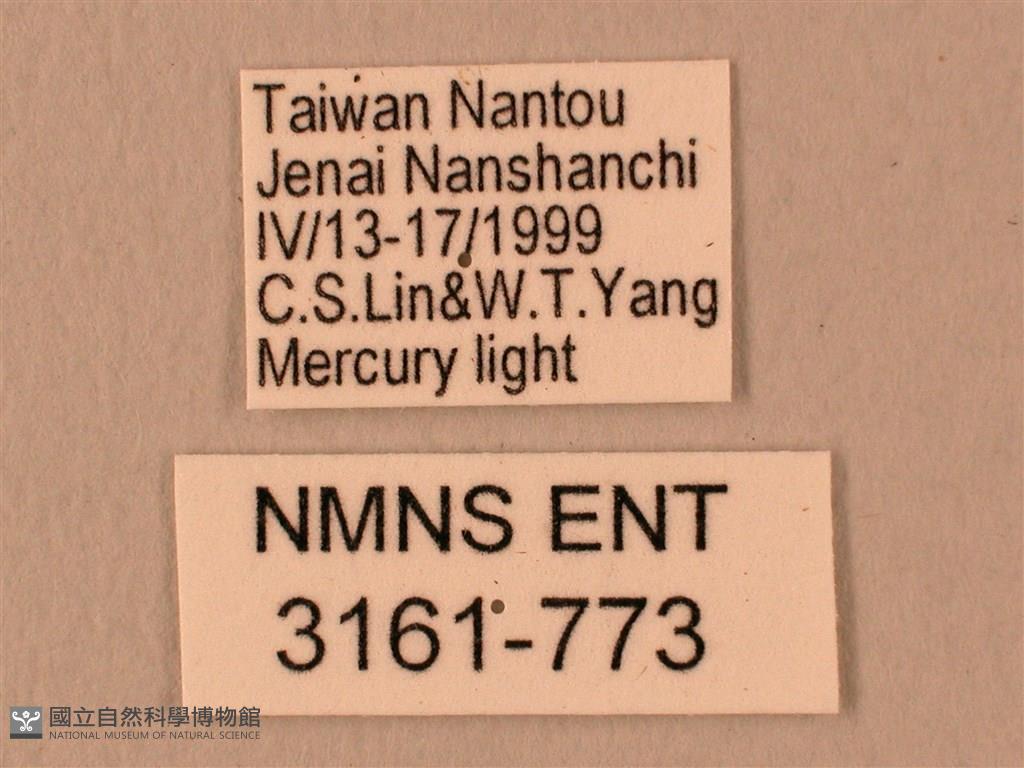 Taiwan Nantou
Jenai Nanshanchi
IV/13-17/1999
C.S.Lin&W.T.Yang
Mercury light
NMNS ENT
3161-773
國立自然科學博物館
NATIONAL MUSEUM OF NATURAL SCIENCE